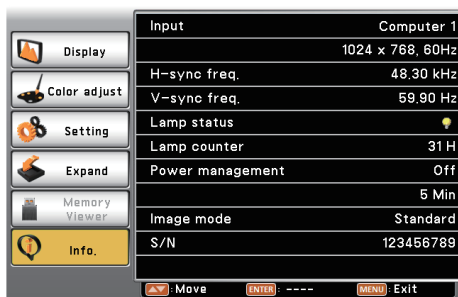 Display
Color adjust
Setting
Expand
Memory
Viewer
Info.
Input Computer 1
1024 x 768, 60Hz
H-sync freq. 48.30 kHz
V-sync freq. 59.90 Hz
Lamp status
Lamp counter 31 H
Power management Off
5 Min
Image mode Standard
S/N 123456789
:Move ENTER : ---- MENU : Exit